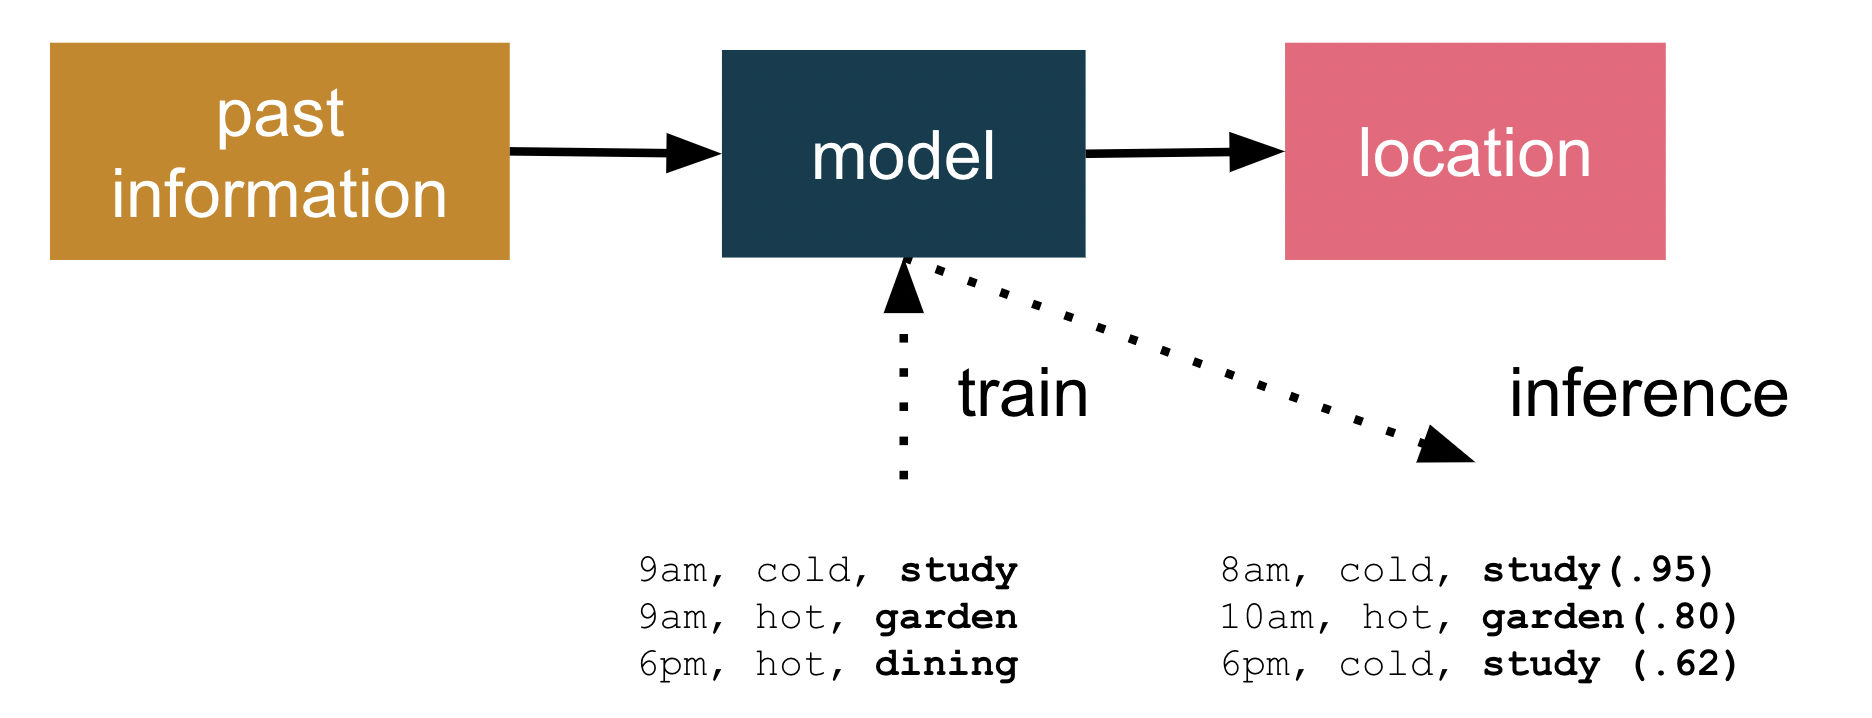 past
information
model
location
train
inference
9am, cold, study
9am, hot, garden
6pm, hot, dining
8am, cold, study(.95)
10am, hot, garden(.80)
6pm, cold, study (.62)